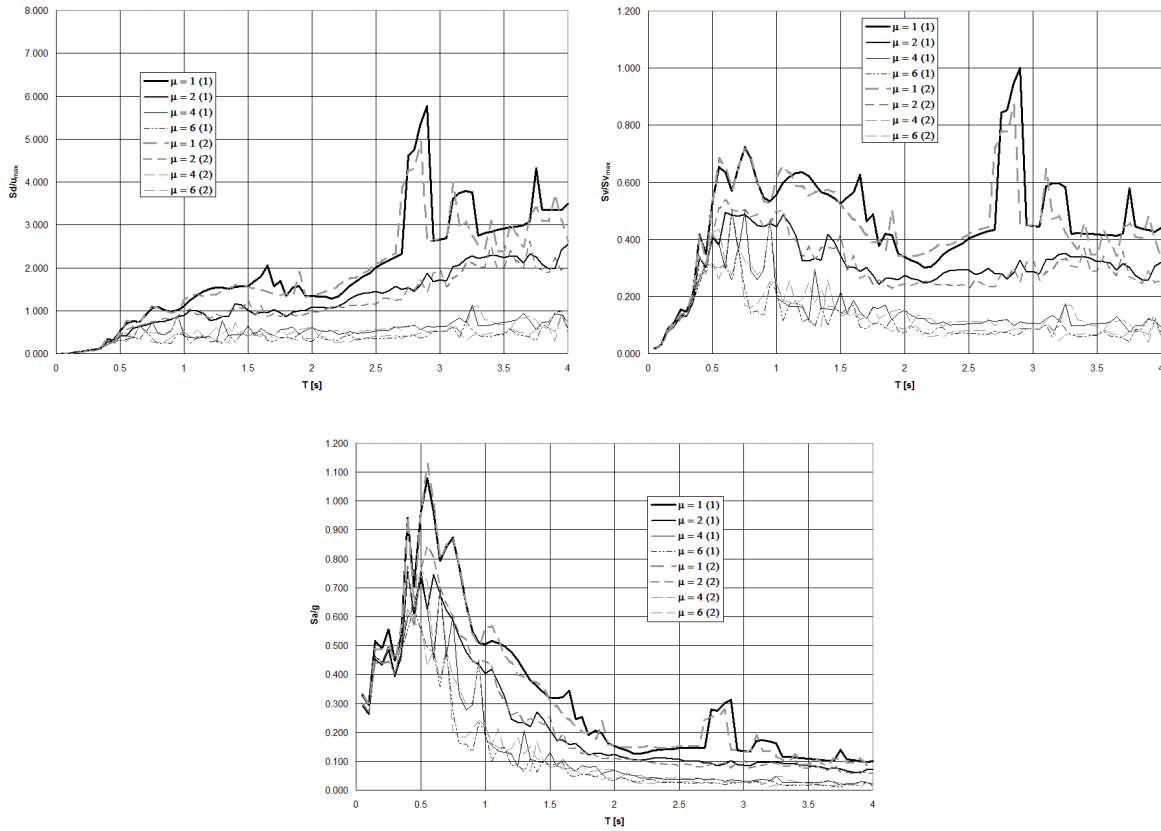 8.000
7.000
6.000
5.000
4.000
3.000
2.000
1.000
0.000
Sd/u_max
0 0.5 1 1.5 2 2.5 3 3.5 4
T [s]
μ = 1 (1)
μ = 2 (1)
μ = 4 (1)
μ = 6 (1)
μ = 1 (2)
μ = 2 (2)
μ = 4 (2)
μ = 6 (2)
1.200
1.000
0.800
0.600
0.400
0.200
0.000
Sv/Sv_max
0 0.5 1 1.5 2 2.5 3 3.5 4
T [s]
μ = 1 (1)
μ = 2 (1)
μ = 4 (1)
μ = 6 (1)
μ = 1 (2)
μ = 2 (2)
μ = 4 (2)
μ = 6 (2)
1.200
1.100
1.000
0.900
0.800
0.700
0.600
0.500
0.400
0.300
0.200
0.100
0.000
Sa/g
0 0.5 1 1.5 2 2.5 3 3.5 4
T [s]
μ = 1 (1)
μ = 2 (1)
μ = 4 (1)
μ = 6 (1)
μ = 1 (2)
μ = 2 (2)
μ = 4 (2)
μ = 6 (2)